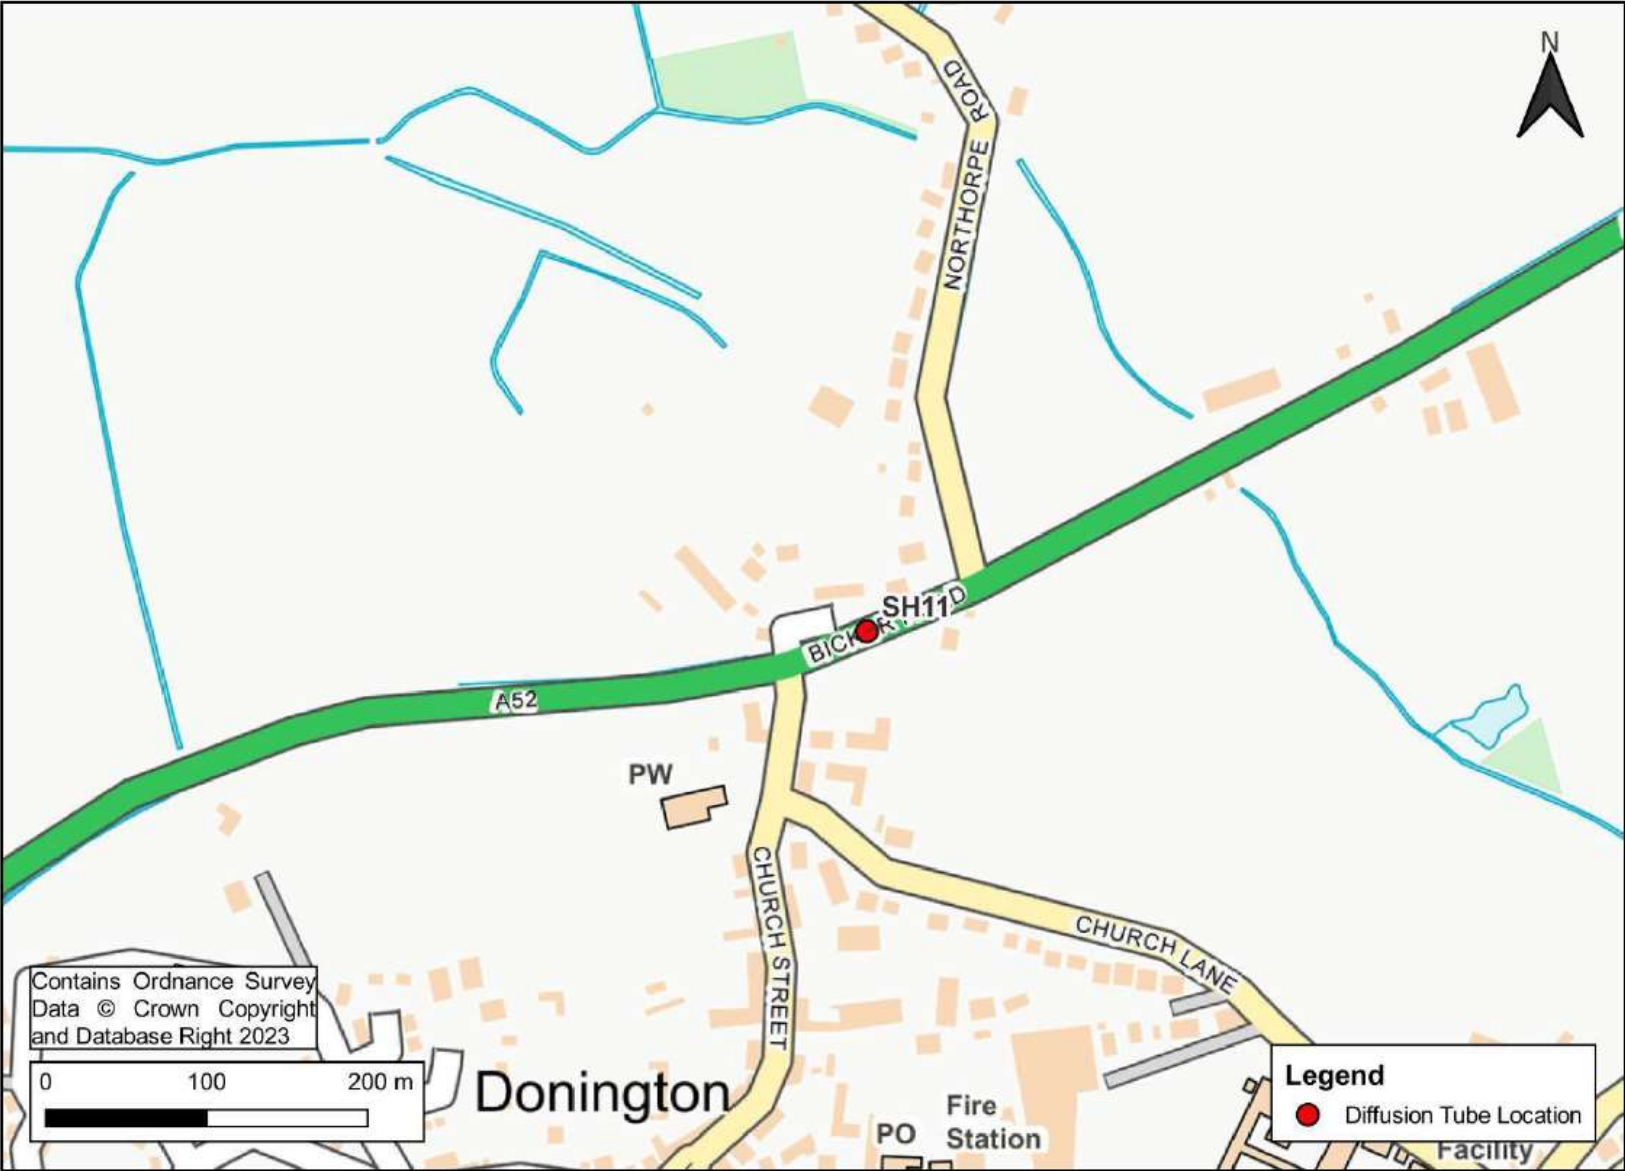 N
NORTHORPE ROAD
SH11
A52
PW
CHURCH STREET
CHURCH LANE
Contains Ordnance Survey
Data © Crown Copyright
and Database Right 2023
0 100 200 m
Donington
PO
Fire
Station
Legend
Diffusion Tube Location
Facility